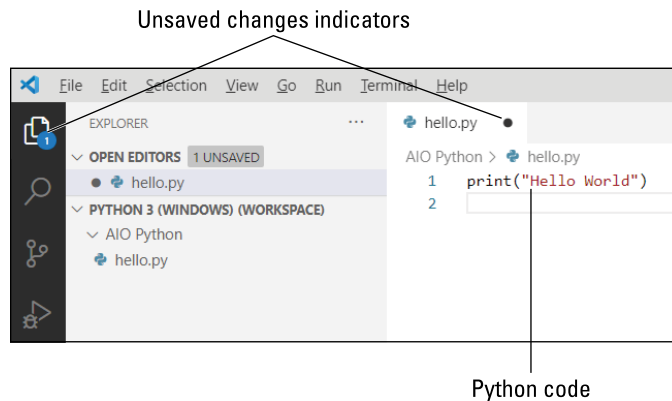 Unsaved changes indicators
File Edit Selection View Go Run Terminal Help
1
EXPLORER ...
OPEN EDITORS 1 UNSAVED
hello.py
PYTHON 3 (WINDOWS) (WORKSPACE)
AIO Python
hello.py
hello.py
AIO Python > hello.py
1 print("Hello World")
2
Python code